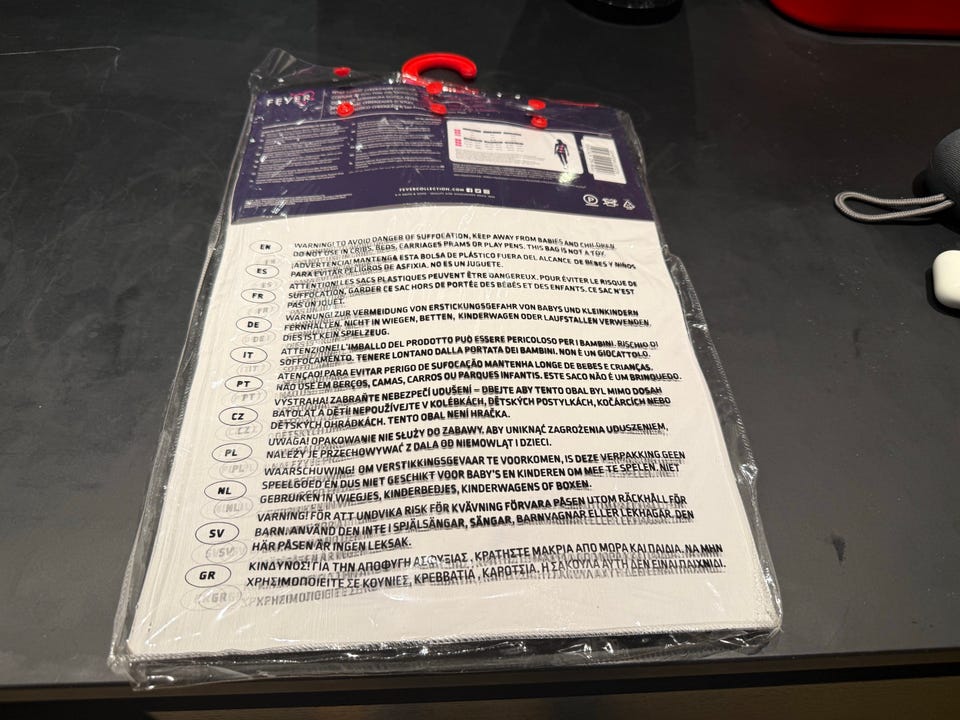 FEVER
FEVERCOLLECTION.COM
EN
WARNING! TO AVOID DANGER OF SUFFOCATION, KEEP AWAY FROM BABIES AND CHILDREN.
DO NOT USE IN CRIBS, BEDS, CARRIAGES PRAMS OR PLAY PENS. THIS BAG IS NOT A TOY.
ES
¡ADVERTENCIA! MANTENGA ESTA BOLSA DE PLÁSTICO FUERA DEL ALCANCE DE BEBES Y NIÑOS
PARA EVITAR PELIGROS DE ASFIXIA. NO ES UN JUGUETE.
FR
ATTENTION! LES SACS PLASTIQUES PEUVENT ÊTRE DANGEREUX. POUR ÉVITER LE RISQUE DE
SUFFOCATION, GARDER CE SAC HORS DE PORTÉE DES BÉBÉS ET DES ENFANTS. CE SAC N'EST
PAS UN JOUET.
DE
WARNUNG! ZUR VERMEIDUNG VON ERSTICKUNGSGEFAHR VON BABYS UND KLEINKINDERN
FERNHALTEN. NICHT IN WIEGEN, BETTEN, KINDERWAGEN ODER LAUFSTALLEN VERWENDEN.
DIES IST KEIN SPIELZEUG.
IT
ATTENZIONE! L'IMBALLO DEL PRODOTTO PUÒ ESSERE PERICOLOSO PER I BAMBINI. RISCHIO DI
SOFFOCAMENTO. TENERE LONTANO DALLA PORTATA DEI BAMBINI. NON È UN GIOCATTOLO.
PT
ATENÇAO! PARA EVITAR PERIGO DE SUFOCAÇÃO MANTENHA LONGE DE BEBES E CRIANÇAS.
NÃO USE EM BERÇOS, CAMAS, CARROS OU PARQUES INFANTIS. ESTE SACO NÃO É UM BRINQUEDO.
CZ
VÝSTRAHA! ZABRAŇTE NEBEZPEČÍ UDUŠENÍ – DBEJTE ABY TENTO OBAL BYL MIMO DOSAH
BATOLAT A DĚTÍ! NEPOUŽÍVEJTE V KOLÉBKÁCH, DĚTSKÝCH POSTYLKÁCH, KOČÁRCÍCH NEBO
DĚTSKÝCH OHRÁDKÁCH. TENTO OBAL NENÍ HRAČKA.
PL
UWAGA! OPAKOWANIE NIE SŁUŻY DO ZABAWY. ABY UNIKNĄĆ ZAGROŻENIA UDUSZENIEM,
NALEŻY JE PRZECHOWYWAĆ Z DALA OD NIEMOWLĄT I DZIECI.
NL
WAARSCHUWING! OM VERSTIKKINGSGEVAAR TE VOORKOMEN, IS DEZE VERPAKKING GEEN
SPEELGOED EN DUS NIET GESCHIKT VOOR BABY'S EN KINDEREN OM MEE TE SPELEN. NIET
GEBRUIKEN IN WIEGJES, KINDERBEDJES, KINDERWAGENS OF BOXEN.
SV
VARNING! FÖR ATT UNDVIKA RISK FÖR KVÄVNING FÖRVARA PÅSEN UTOM RÄCKHÅLL FÖR
BARN. ANVÄND DEN INTE I SPJÄLSÄNGAR, SÄNGAR, BARNVAGNAR ELLER LEKHAGAR. DEN
HÄR PÅSEN ÄR INGEN LEKSAK.
GR
ΚΙΝΔΥΝΟΣ! ΓΙΑ ΤΗΝ ΑΠΟΦΥΓΗ ΑΣΦΥΞΙΑΣ , ΚΡΑΤΗΣΤΕ ΜΑΚΡΙΑ ΑΠΟ ΜΩΡΑ ΚΑΙ ΠΑΙΔΙΑ. ΝΑ ΜΗΝ
ΧΡΗΣΙΜΟΠΟΙΕΙΤΕ ΣΕ ΚΟΥΝΙΕΣ, ΚΡΕΒΒΑΤΙΑ , ΚΑΡΟΤΣΙΑ. Η ΣΑΚΟΥΛΑ ΑΥΤΗ ΔΕΝ ΕΙΝΑΙ ΠΑΙΧΝΙΔΙ.